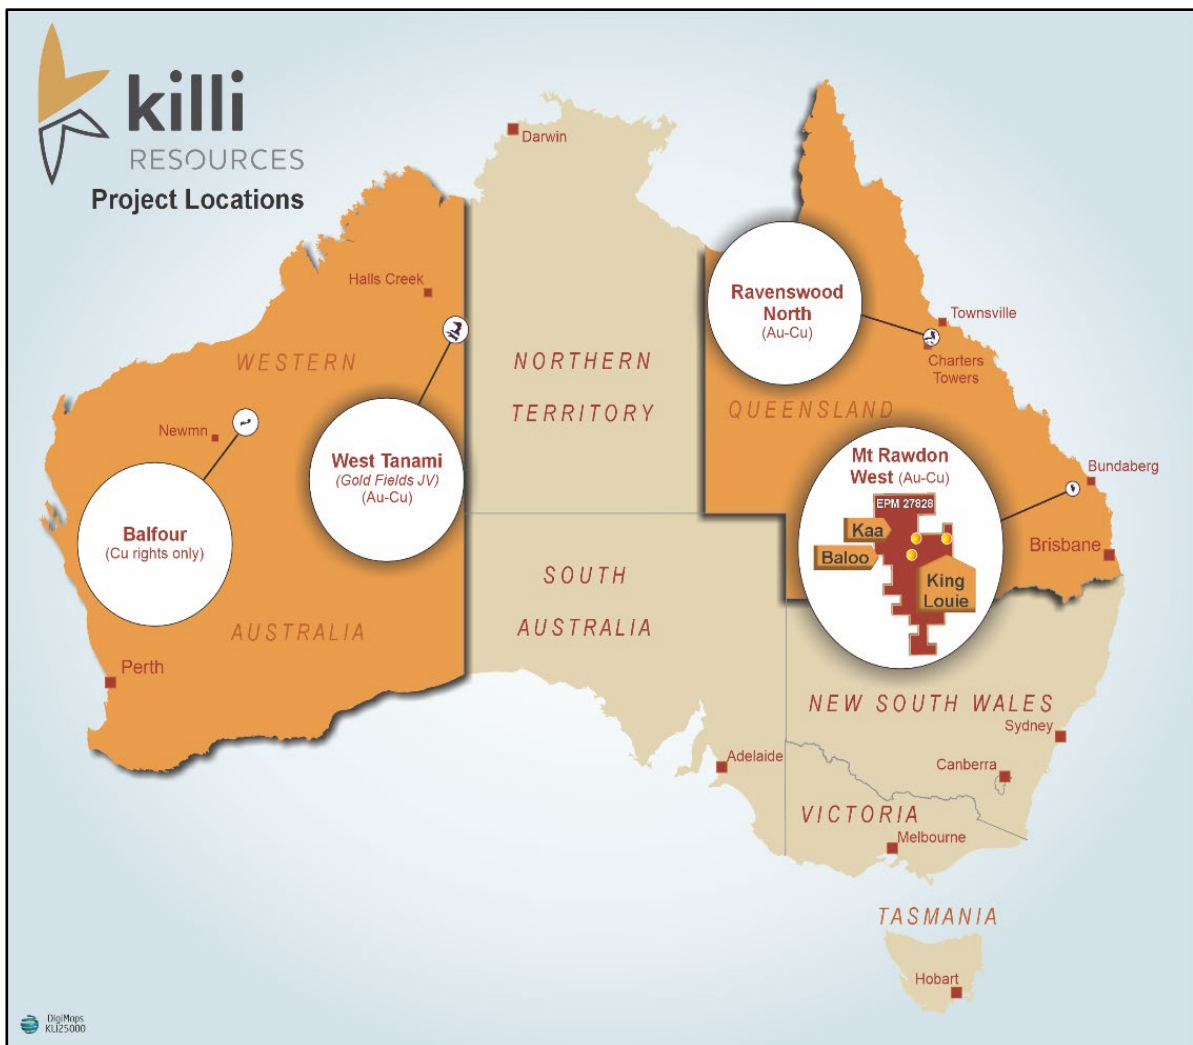 killi
RESOURCES
Project Locations
Darwin
Halls Creek
WESTERN
AUSTRALIA
Newmn
Balfour
(Cu rights only)
West Tanami
(Gold Fields JV)
(Au-Cu)
Perth
NORTHERN
TERRITORY
SOUTH
AUSTRALIA
Adelaide
Ravenswood
North
(Au-Cu)
Townsville
Charters
Towers
QUEENSLAND
Mt Rawdon
West (Au-Cu)
EPM 27828
Kaa
Baloo
King
Louie
Bundaberg
Brisbane
NEW SOUTH WALES
Sydney
Canberra
VICTORIA
Melbourne
TASMANIA
Hobart
DigiMaps
KLI25000